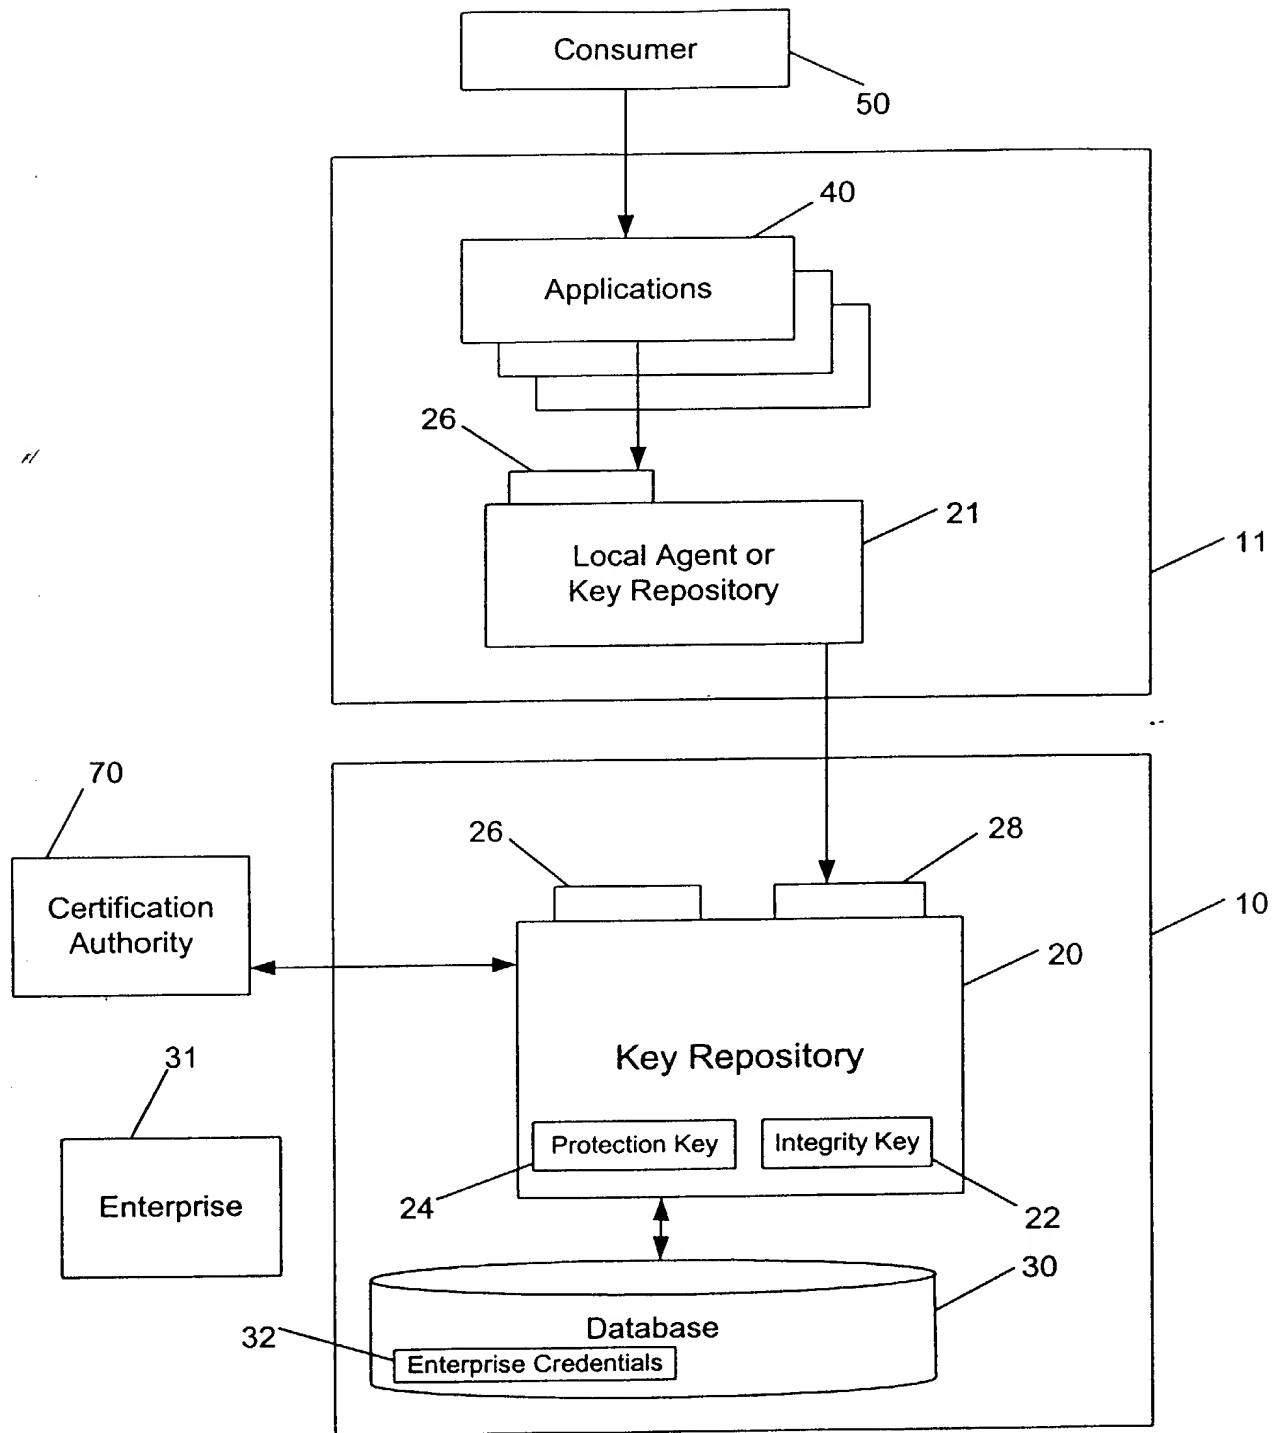 Consumer
50
40
Applications
26
21
Local Agent or
Key Repository
11
70
26
28
Certification
Authority
10
20
Key Repository
31
Protection Key
Integrity Key
Enterprise
24
22
30
Database
32
Enterprise Credentials